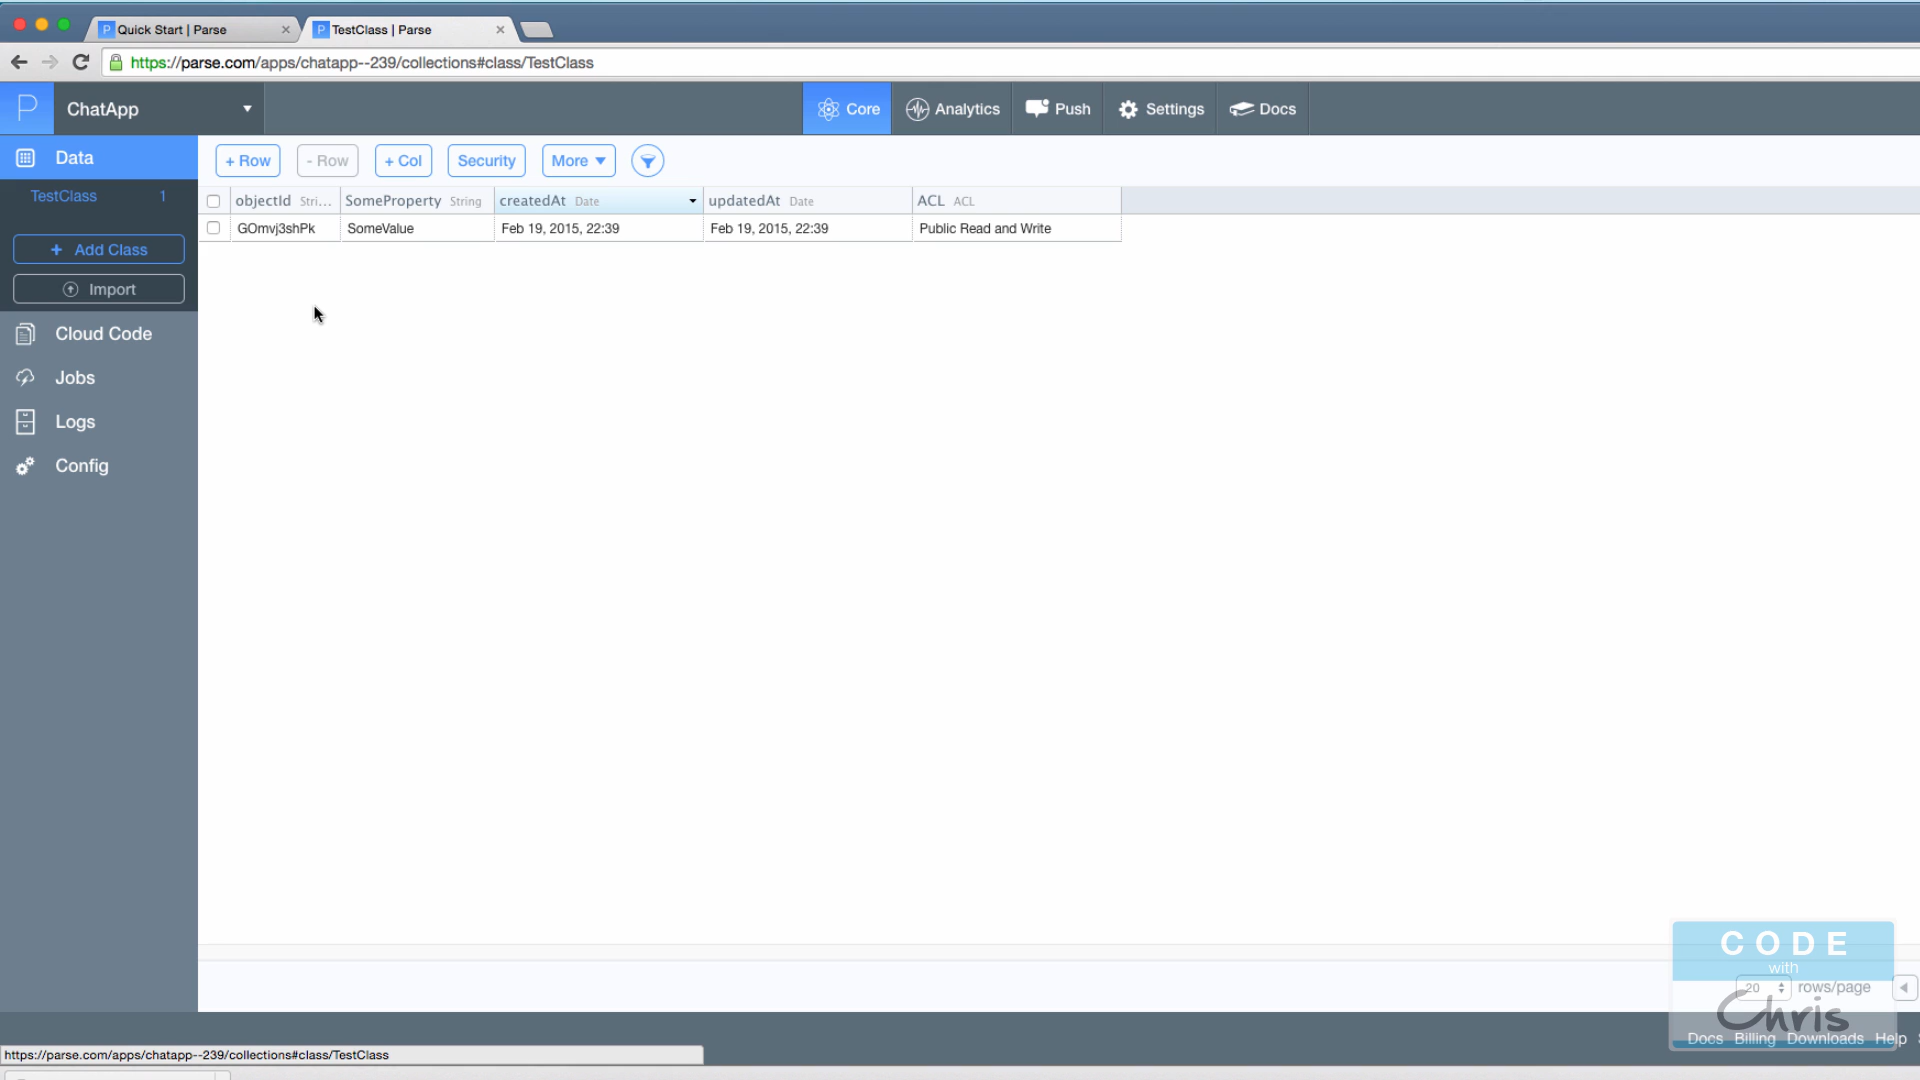 Quick Start | Parse
TestClass | Parse
https://parse.com/apps/chatapp--239/collections#class/TestClass
ChatApp
Core
Analytics
Push
Settings
Docs
Data
+ Row
- Row
+ Col
Security
More
TestClass 1
objectId Stri...
SomeProperty String
createdAt Date
updatedAt Date
ACL ACL
GOmvj3shPk
SomeValue
Feb 19, 2015, 22:39
Feb 19, 2015, 22:39
Public Read and Write
+ Add Class
Import
Cloud Code
Jobs
Logs
Config
CODE
with
Chris
20 rows/page
Docs Billing Downloads Help
https://parse.com/apps/chatapp--239/collections#class/TestClass